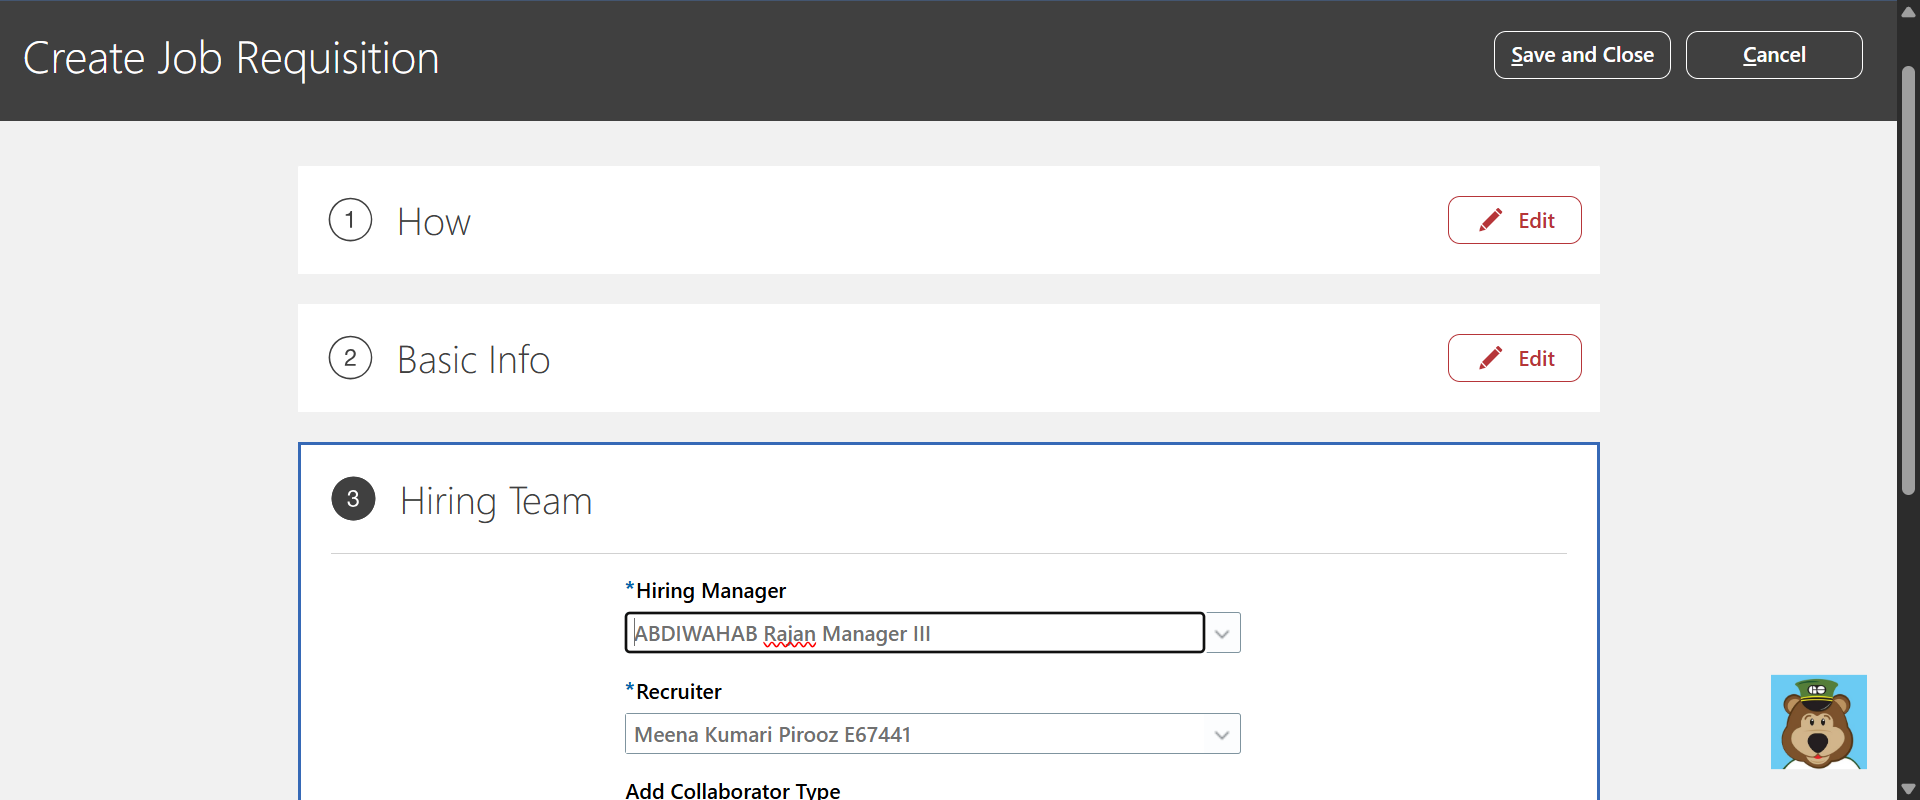 Create Job Requisition
Save and Close
Cancel
1 How
Edit
2 Basic Info
Edit
3 Hiring Team
*Hiring Manager
ABDIWAHAB Rajan Manager III
*Recruiter
Meena Kumari Pirooz E67441
Add Collaborator Type
GO